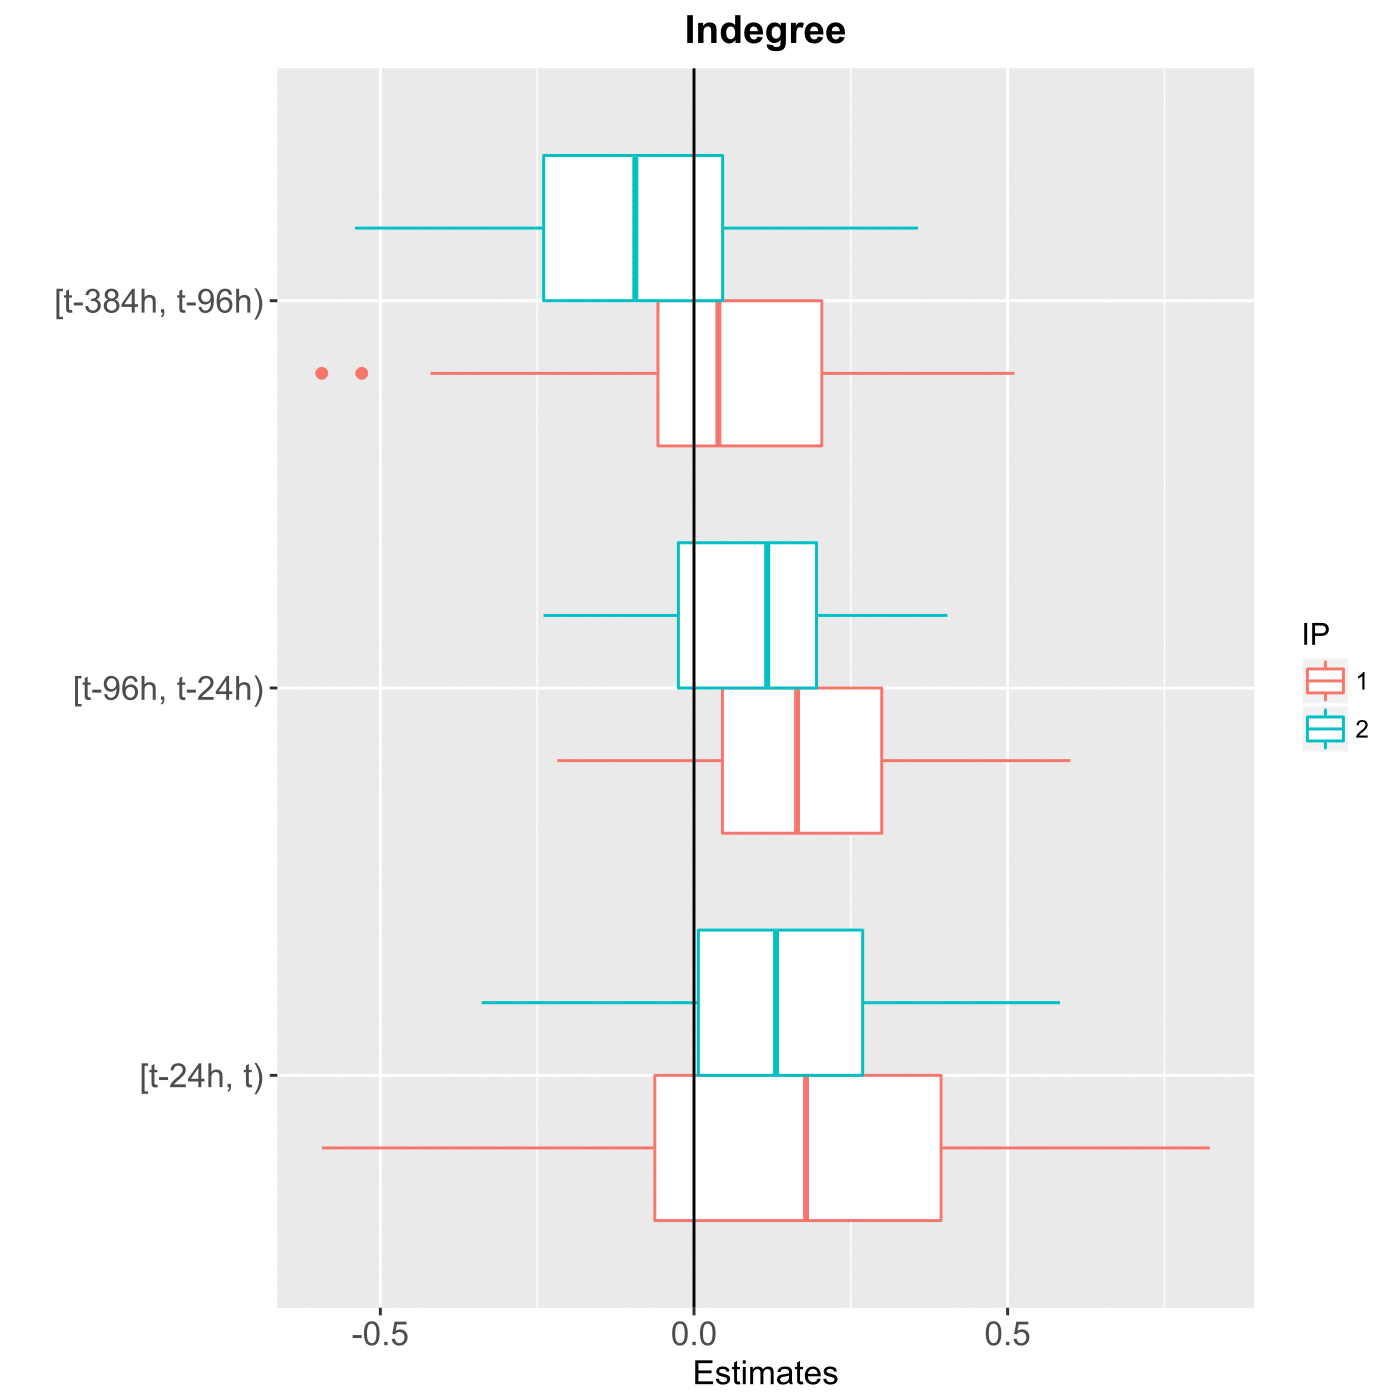 Indegree
[t-384h, t-96h)
[t-96h, t-24h)
[t-24h, t)
-0.5 0.0 0.5
Estimates
IP
1
2